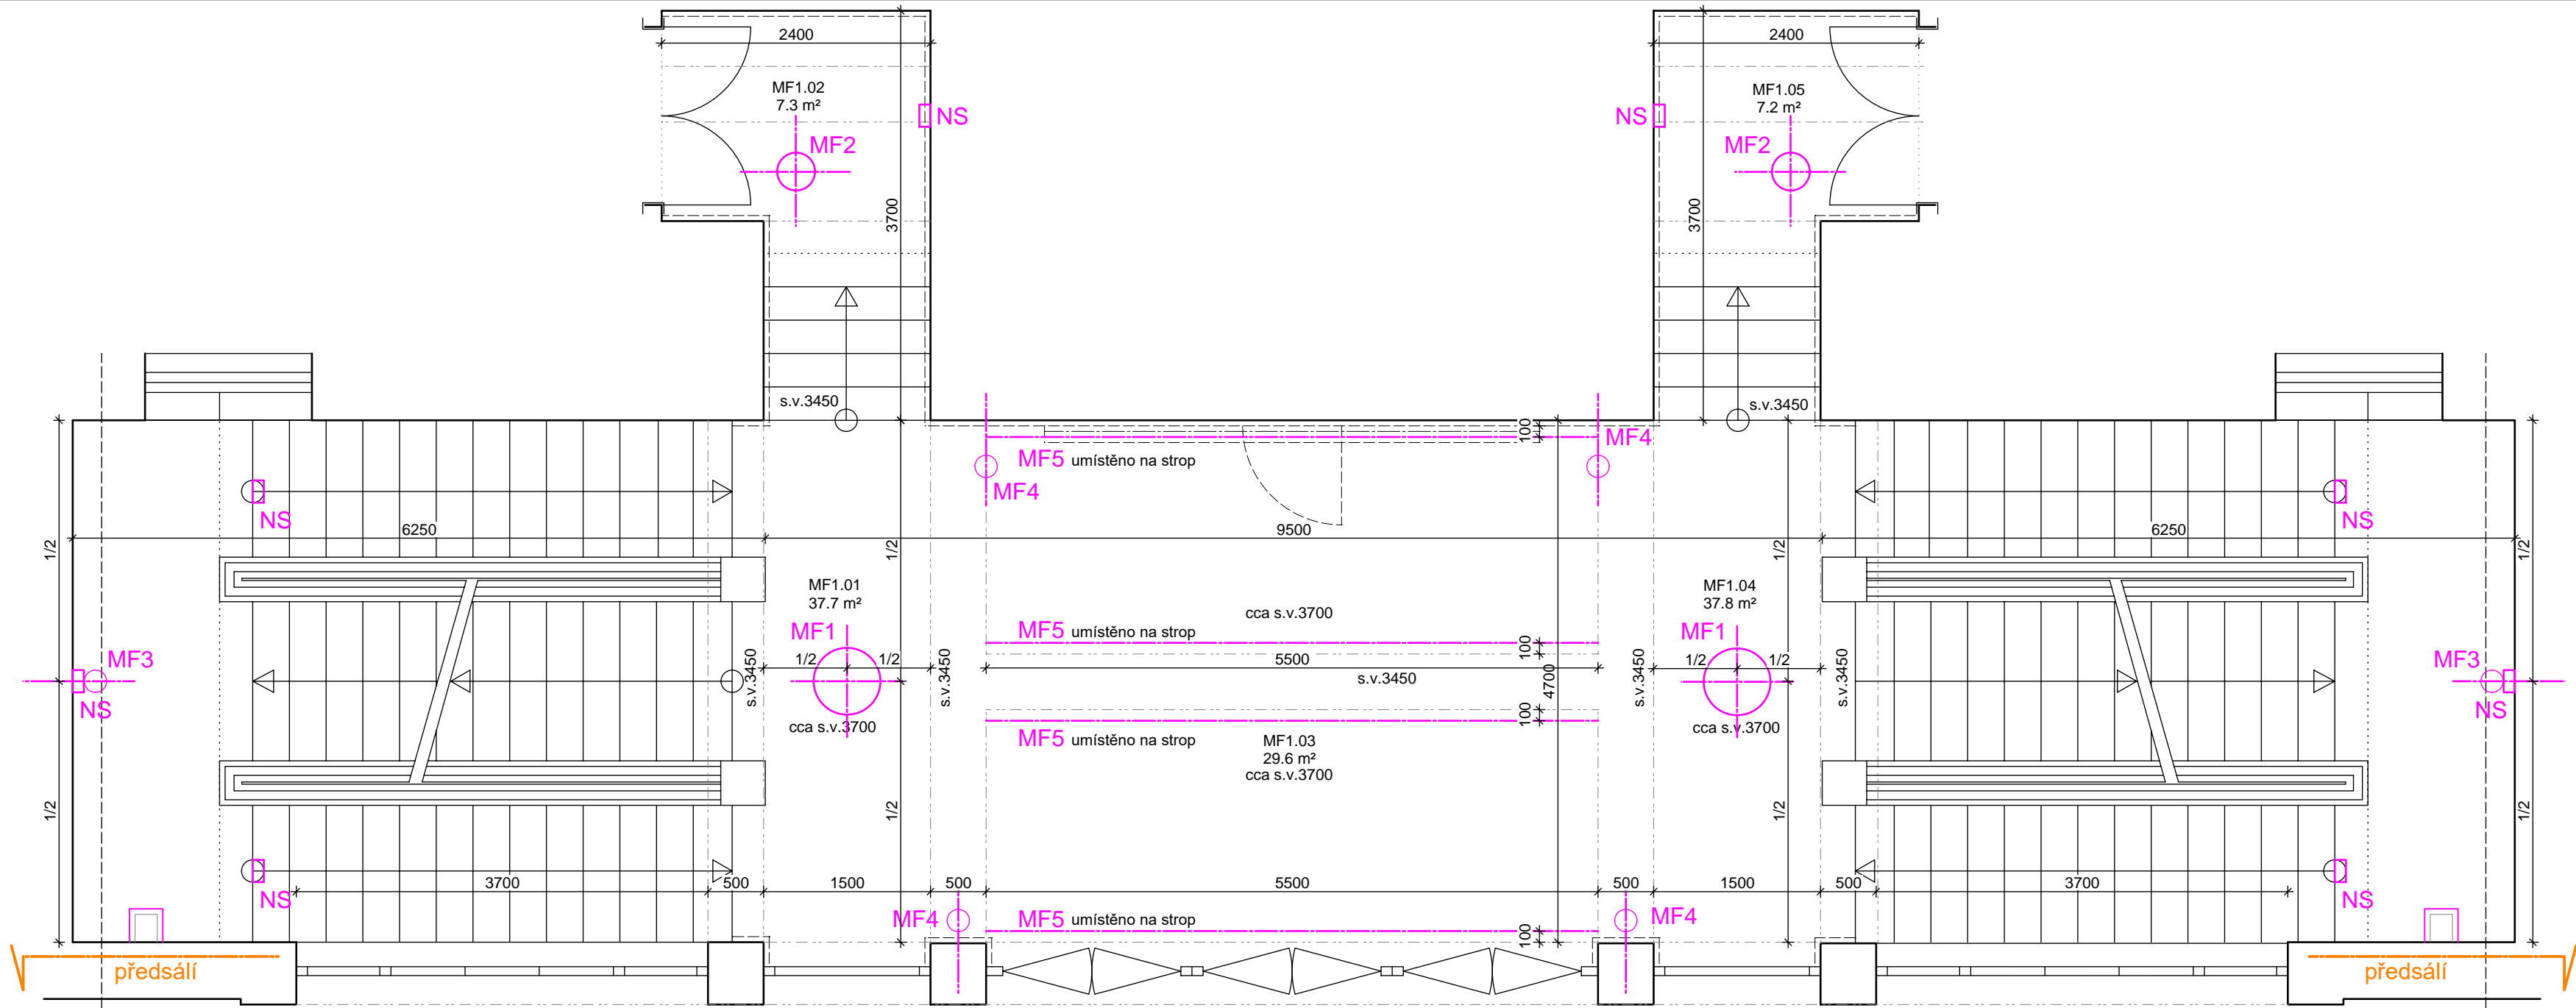 2400
2400
MF1.02
7.3 m²
MF1.05
7.2 m²
NS
NS
MF2
MF2
3700
3700
s.v.3450
s.v.3450
100
MF4
MF5 umístěno na strop
MF4
NS
NS
6250
9500
6250
1/2
1/2
1/2
1/2
MF1.01
37.7 m²
MF1.04
37.8 m²
cca s.v.3700
MF1
MF5 umístěno na strop
MF1
100
MF3
1/2
1/2
5500
1/2
1/2
MF3
s.v.3450
s.v.3450
s.v.3450
4700
s.v.3450
s.v.3450
NS
NS
cca s.v.3700
100
cca s.v.3700
MF5 umístěno na strop
MF1.03
29.6 m²
cca s.v.3700
1/2
1/2
1/2
1/2
3700
500
1500
500
5500
500
1500
500
3700
NS
NS
MF4
MF5 umístěno na strop
MF4
100
předsálí
předsálí